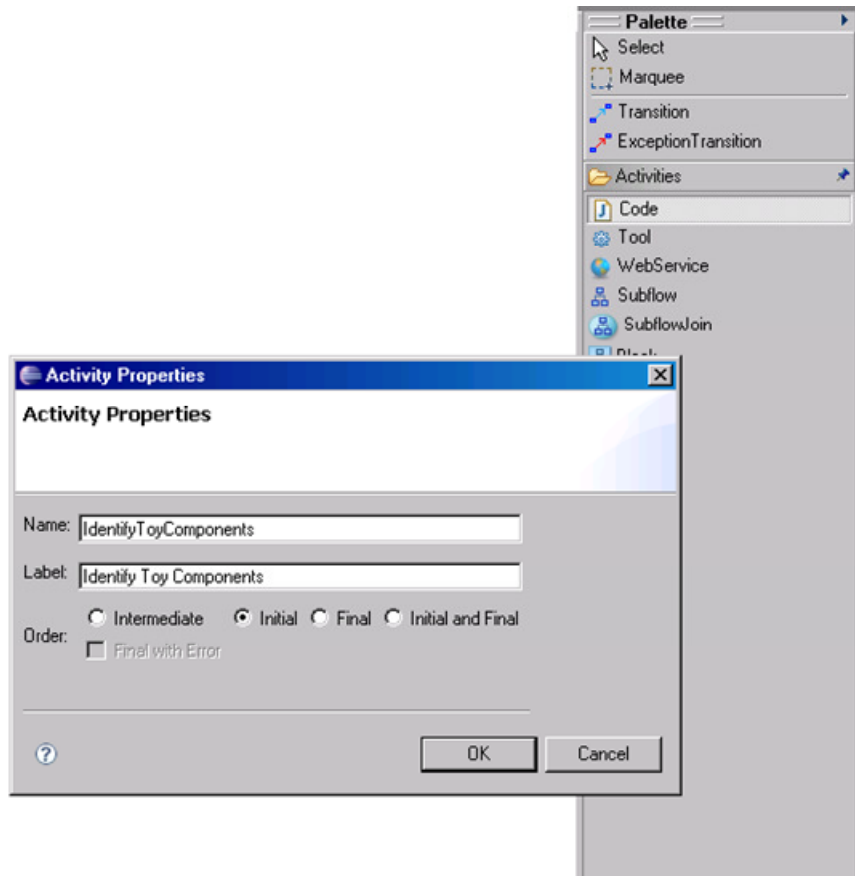 Palette
Select
Marquee
Transition
ExceptionTransition
Activities
Code
Tool
WebService
Subflow
SubflowJoin
Block
Activity Properties
Activity Properties
Name: IdentifyToyComponents
Label: Identify Toy Components
Order: Intermediate Initial Final Initial and Final
Final with Error
OK Cancel